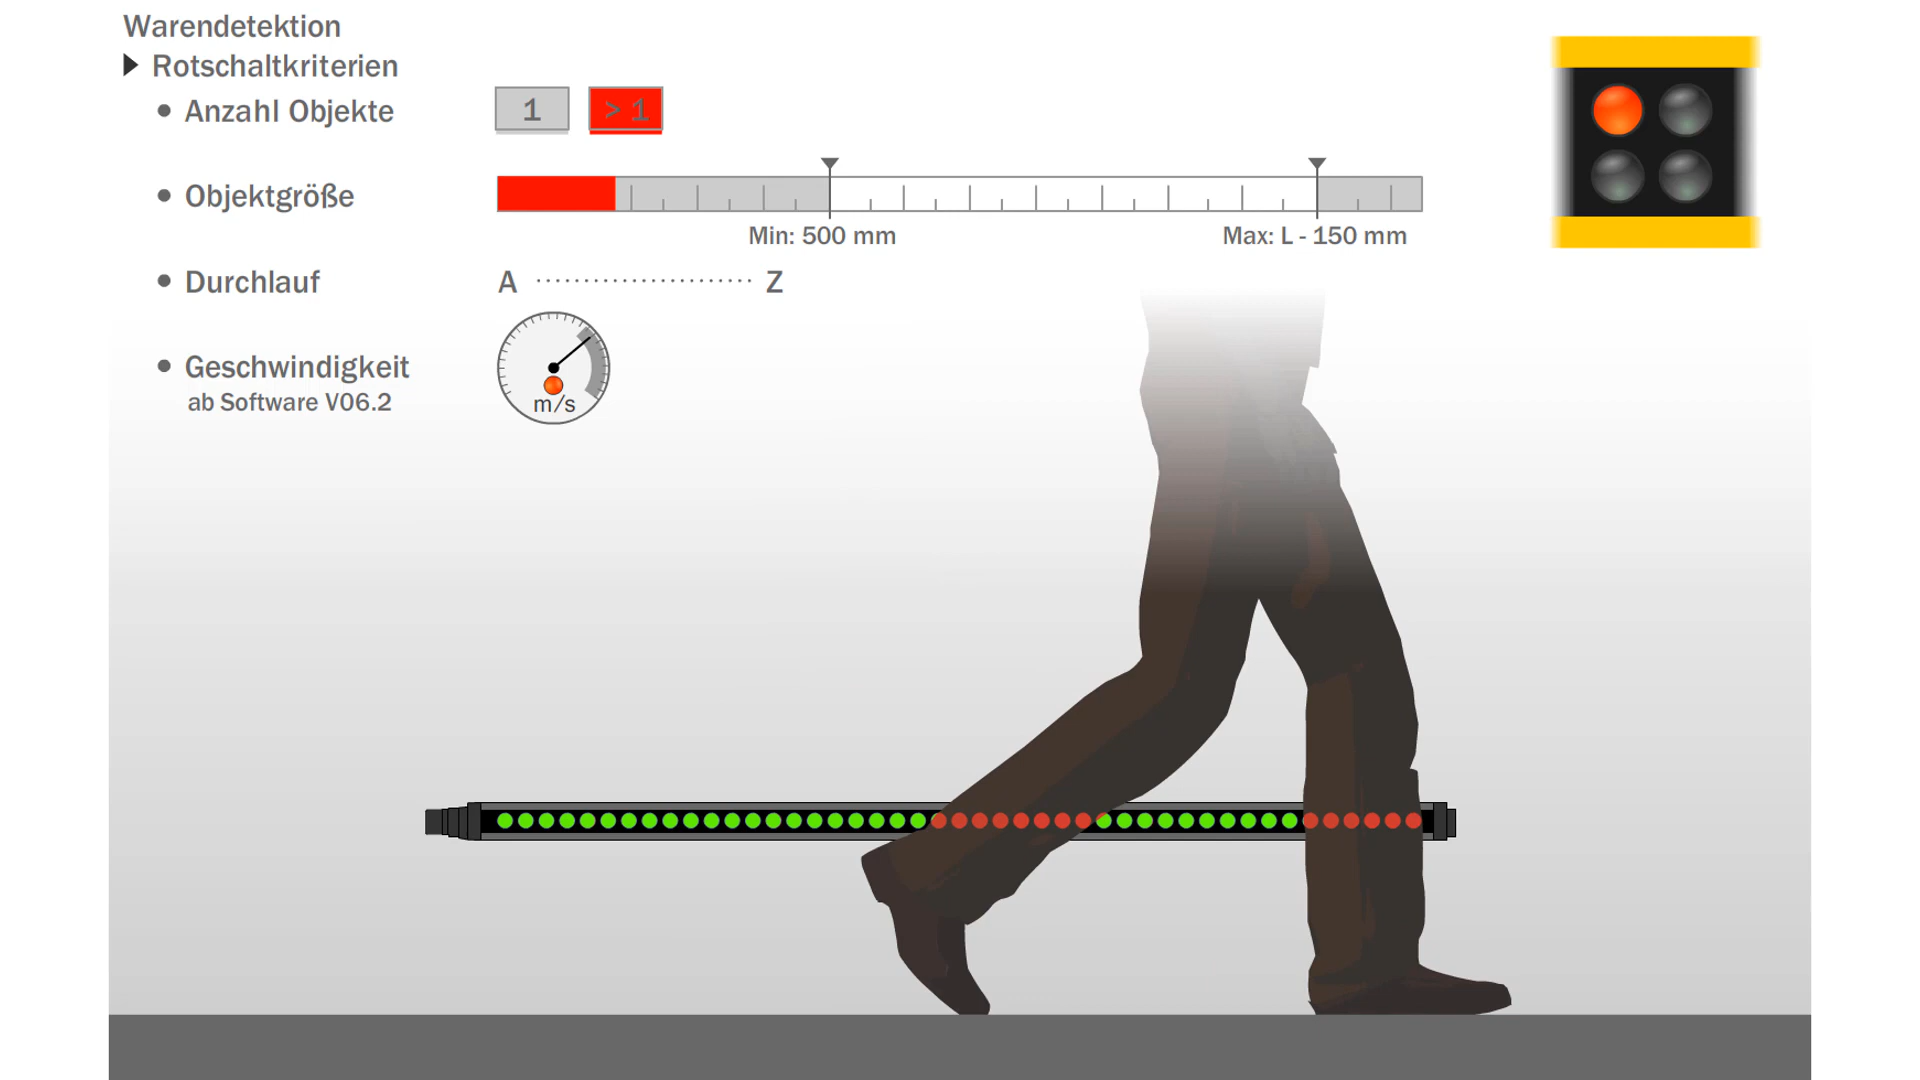 Warendetektion
Rotschaltkriterien
Anzahl Objekte 1 > 1
Objektgröße
Min: 500 mm Max: L - 150 mm
Durchlauf A Z
Geschwindigkeit
ab Software V06.2
m/s